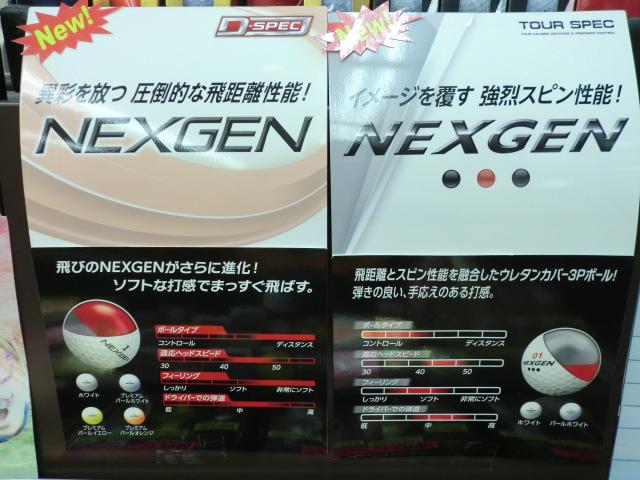 New!
D-SPEC
異彩を放つ 圧倒的な飛距離性能!
NEXGEN
飛びのNEXGENがさらに進化!
ソフトな打感でまっすぐ飛ばす。
1
NEXGEN
ホワイト
プレミアム
パールホワイト
プレミアム
パールイエロー
プレミアム
パールオレンジ
ボールタイプ
コントロール ディスタンス
適応ヘッドスピード
30 40 50
フィーリング
しっかり ソフト 非常にソフト
ドライバーでの弾道
低 中 高
New!
TOUR SPEC
イメージを覆す 強烈スピン性能!
NEXGEN
飛距離とスピン性能を融合したウレタンカバー3Pボール!
弾きの良い、手応えのある打感。
ボールタイプ
コントロール ディスタンス
適応ヘッドスピード
30 40 50
フィーリング
しっかり ソフト 非常にソフト
ドライバーでの弾道
低 中 高
01
NEXGEN
ホワイト
パールホワイト